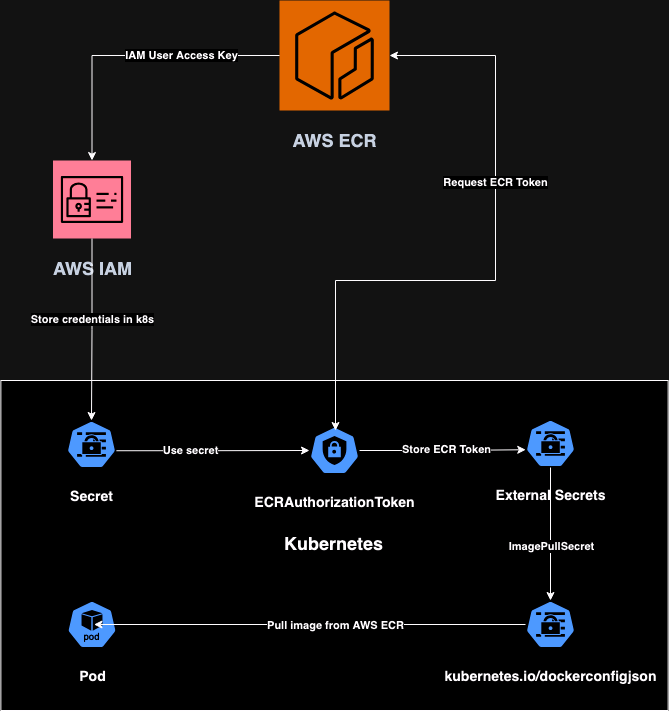 IAM User Access Key
AWS ECR
Request ECR Token
AWS IAM
Store credentials in k8s
Use secret
Store ECR Token
Secret
ECRAuthorizationToken
External Secrets
Kubernetes
ImagePullSecret
pod
Pull image from AWS ECR
Pod
kubernetes.io/dockerconfigjson